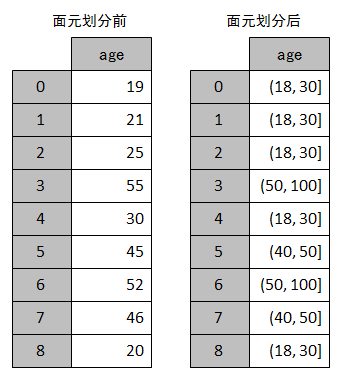 面元划分前 面元划分后
age age
0 19 0 (18, 30]
1 21 1 (18, 30]
2 25 2 (18, 30]
3 55 3 (50, 100]
4 30 4 (18, 30]
5 45 5 (40, 50]
6 52 6 (50, 100]
7 46 7 (40, 50]
8 20 8 (18, 30]